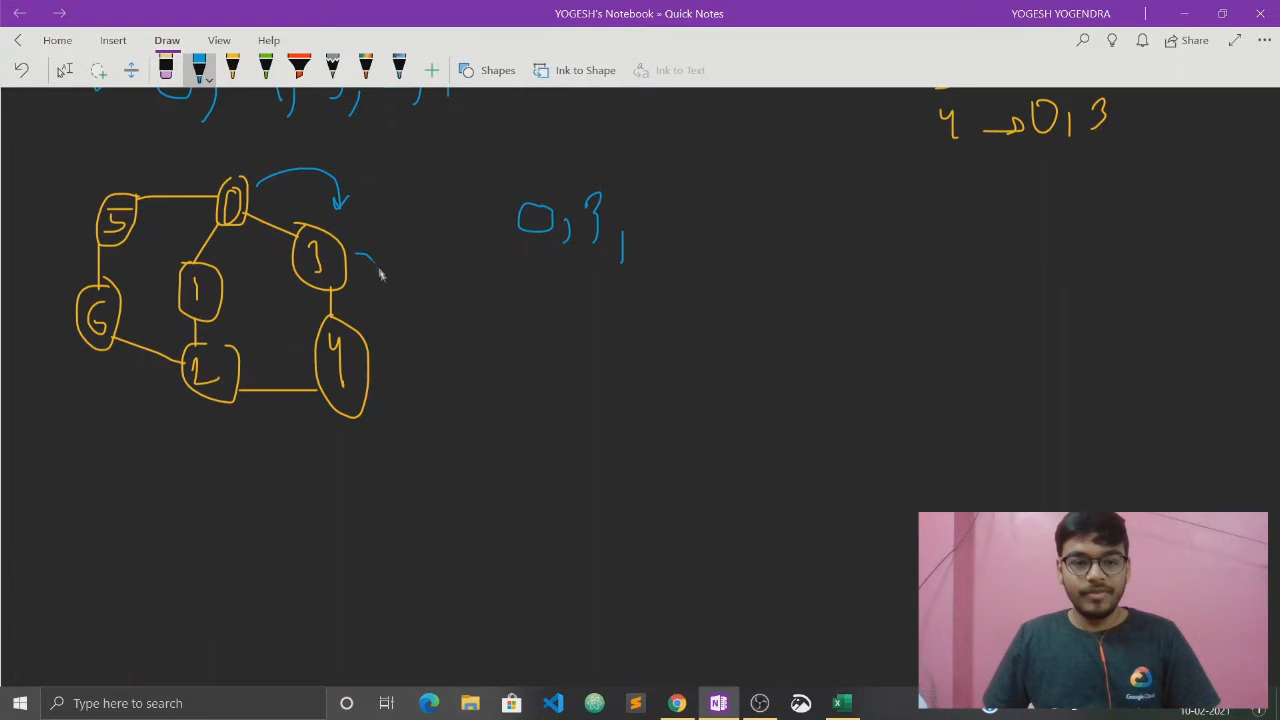 YOGESH's Notebook » Quick Notes
YOGESH YOGENDRA
Home Insert Draw View Help
Share
Shapes Ink to Shape Ink to Text
4 → 0, 3
0, 3,
5 0
3
1
6
4
2
Google Cloud
Type here to search
10-02-2021